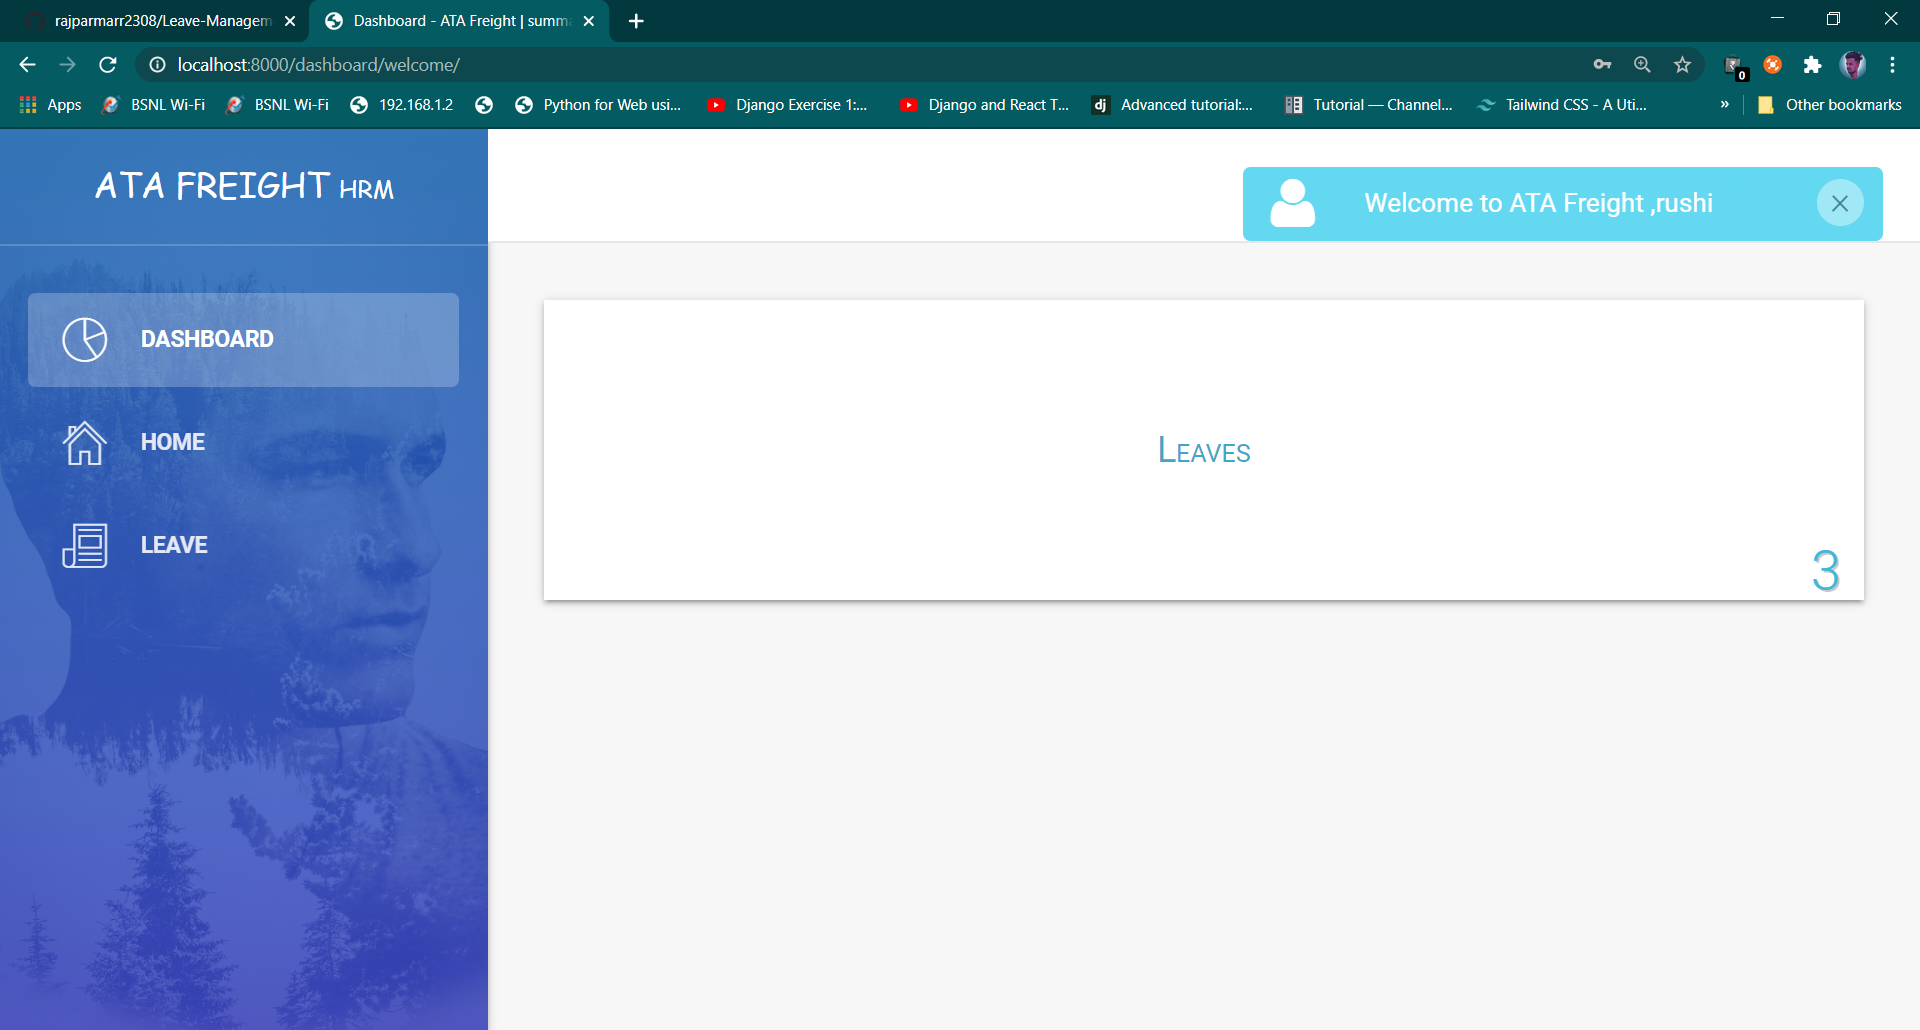 rajparmarr2308/Leave-Managem
Dashboard - ATA Freight | summ
localhost:8000/dashboard/welcome/
0
Apps
BSNL Wi-Fi
BSNL Wi-Fi
192.168.1.2
Python for Web usi...
Django Exercise 1:...
Django and React T...
dj
Advanced tutorial:...
Tutorial — Channel...
Tailwind CSS - A Uti...
»
Other bookmarks
ATA FREIGHT HRM
Welcome to ATA Freight ,rushi
DASHBOARD
HOME
LEAVE
Leaves
3